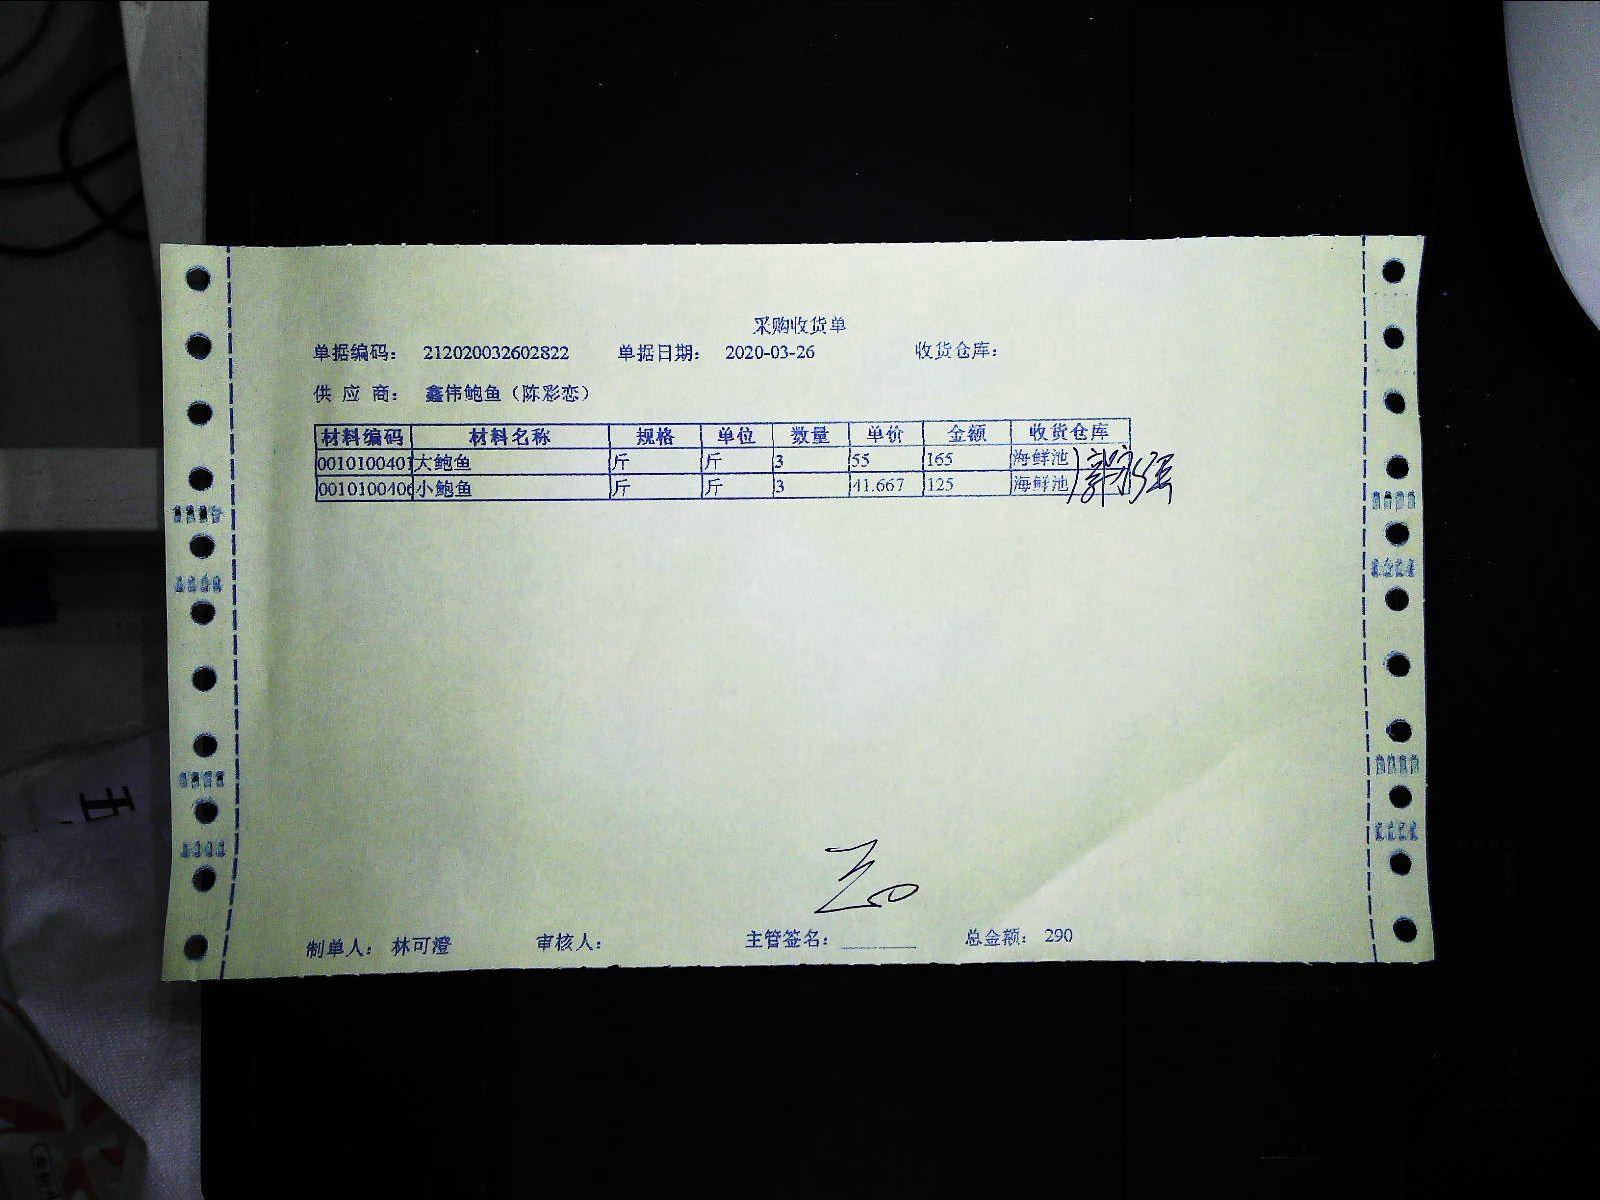 采购收货单
单据编码： 212020032602822 单据日期： 2020-03-26 收货仓库：
供 应 商： 鑫伟鲍鱼（陈彩恋）
材料编码 材料名称 规格 单位 数量 单价 金额 收货仓库
0010100401 大鲍鱼 斤 斤 3 55 165 海鲜池
0010100406 小鲍鱼 斤 斤 3 41.667 125 海鲜池
制单人： 林可澄 审核人： 主管签名： 总金额： 290
五